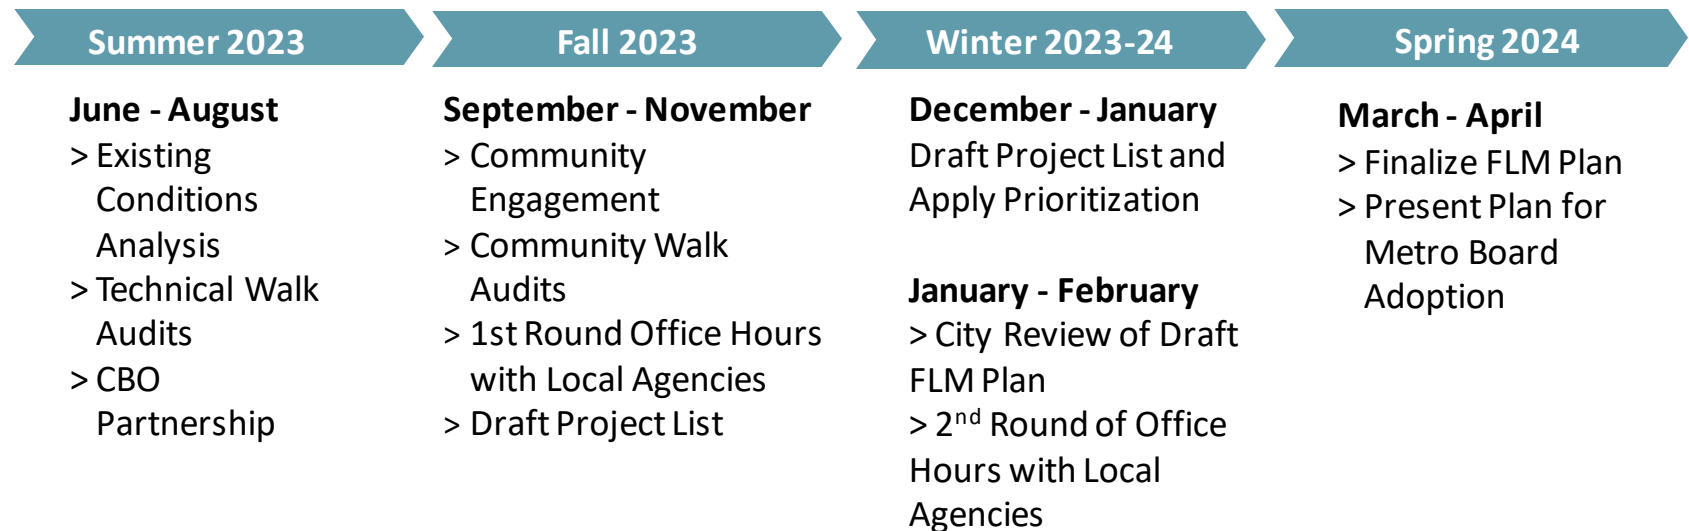 Summer 2023
June - August
> Existing
Conditions
Analysis
> Technical Walk
Audits
> CBO
Partnership
Fall 2023
September - November
> Community
Engagement
> Community Walk
Audits
> 1st Round Office Hours
with Local Agencies
> Draft Project List
Winter 2023-24
December - January
Draft Project List and
Apply Prioritization
January - February
> City Review of Draft
FLM Plan
> 2nd Round of Office
Hours with Local
Agencies
Spring 2024
March - April
> Finalize FLM Plan
> Present Plan for
Metro Board
Adoption